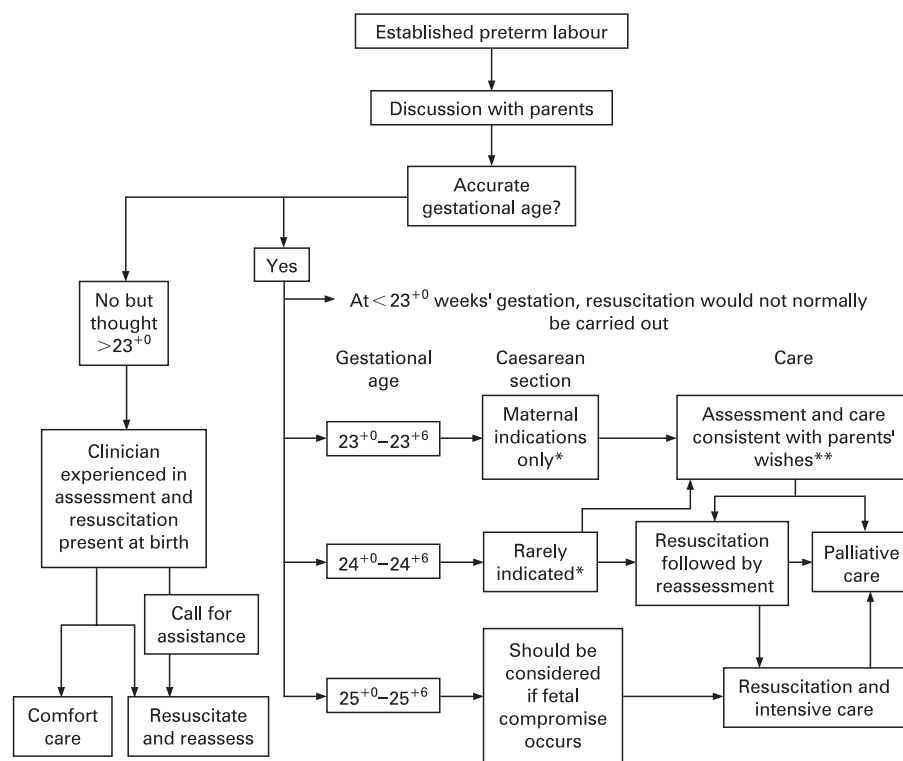 Established preterm labour
Discussion with parents
Accurate
gestational age?
Yes
No but
thought
>23+0
At < 23+0 weeks' gestation, resuscitation would not normally
be carried out
Gestational
age
Caesarean
section
Care
23+0–23+6
Maternal
indications
only*
Assessment and care
consistent with parents'
wishes**
Clinician
experienced in
assessment and
resuscitation
present at birth
24+0–24+6
Rarely
indicated*
Resuscitation
followed by
reassessment
Palliative
care
Call for
assistance
Comfort
care
Resuscitate
and reassess
25+0–25+6
Should be
considered
if fetal
compromise
occurs
Resuscitation and
intensive care